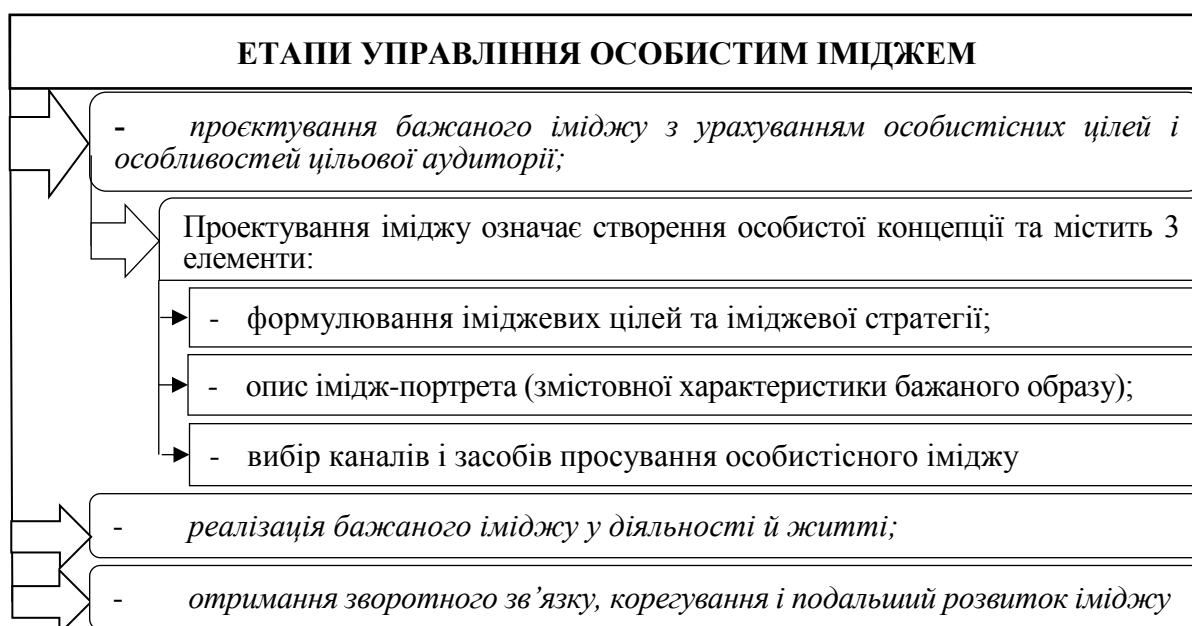 ЕТАПИ УПРАВЛІННЯ ОСОБИСТИМ ІМІДЖЕМ
- проєктування бажаного іміджу з урахуванням особистісних цілей і
особливостей цільової аудиторії;
Проектування іміджу означає створення особистої концепції та містить 3
елементи:
- формулювання іміджевих цілей та іміджевої стратегії;
- опис імідж-портрета (змістовної характеристики бажаного образу);
- вибір каналів і засобів просування особистісного іміджу
- реалізація бажаного іміджу у діяльності й житті;
- отримання зворотного зв’язку, корегування і подальший розвиток іміджу